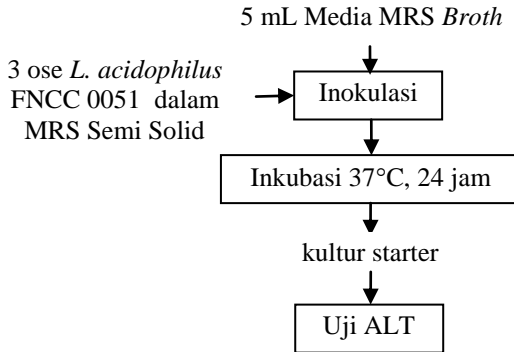 5 mL Media MRS Broth
3 ose L. acidophilus
FNCC 0051 dalam
MRS Semi Solid
Inokulasi
Inkubasi 37°C, 24 jam
kultur starter
Uji ALT